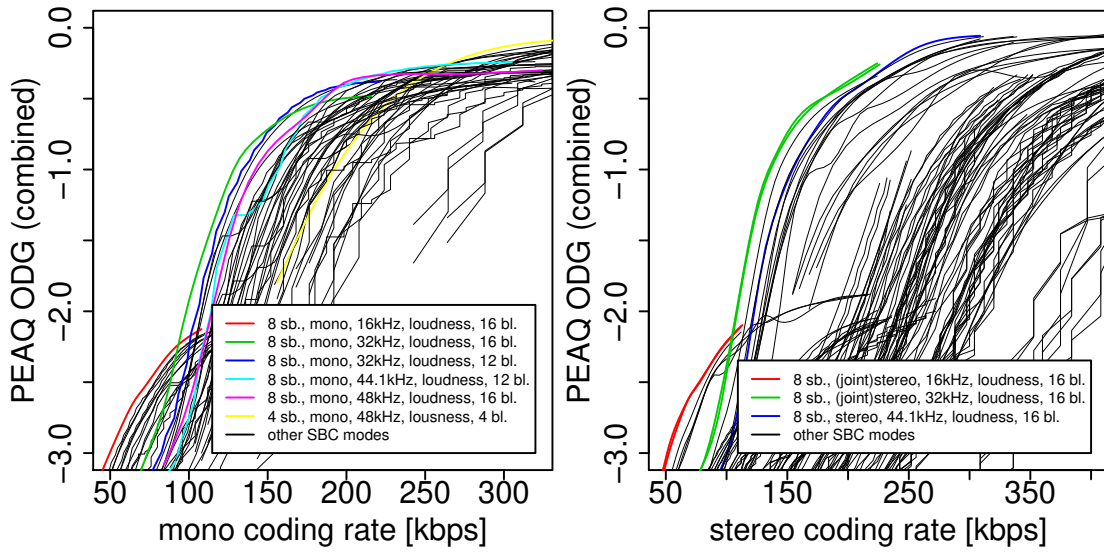 0.0
−1.0
−2.0
−3.0
PEAQ ODG (combined)
8 sb., mono, 16kHz, loudness, 16 bl.
8 sb., mono, 32kHz, loudness, 16 bl.
8 sb., mono, 32kHz, loudness, 12 bl.
8 sb., mono, 44.1kHz, loudness, 12 bl.
8 sb., mono, 48kHz, loudness, 16 bl.
4 sb., mono, 48kHz, lousness, 4 bl.
other SBC modes
50 100 150 200 250 300
mono coding rate [kbps]
0.0
−1.0
−2.0
−3.0
PEAQ ODG (combined)
8 sb., (joint)stereo, 16kHz, loudness, 16 bl.
8 sb., (joint)stereo, 32kHz, loudness, 16 bl.
8 sb., stereo, 44.1kHz, loudness, 16 bl.
other SBC modes
50 150 250 350
stereo coding rate [kbps]